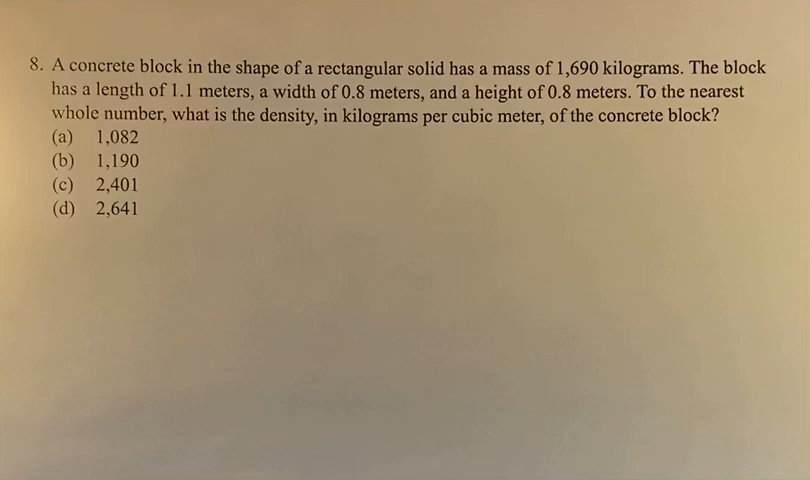 8. A concrete block in the shape of a rectangular solid has a mass of 1,690 kilograms. The block
has a length of 1.1 meters, a width of 0.8 meters, and a height of 0.8 meters. To the nearest
whole number, what is the density, in kilograms per cubic meter, of the concrete block?
(a) 1,082
(b) 1,190
(c) 2,401
(d) 2,641